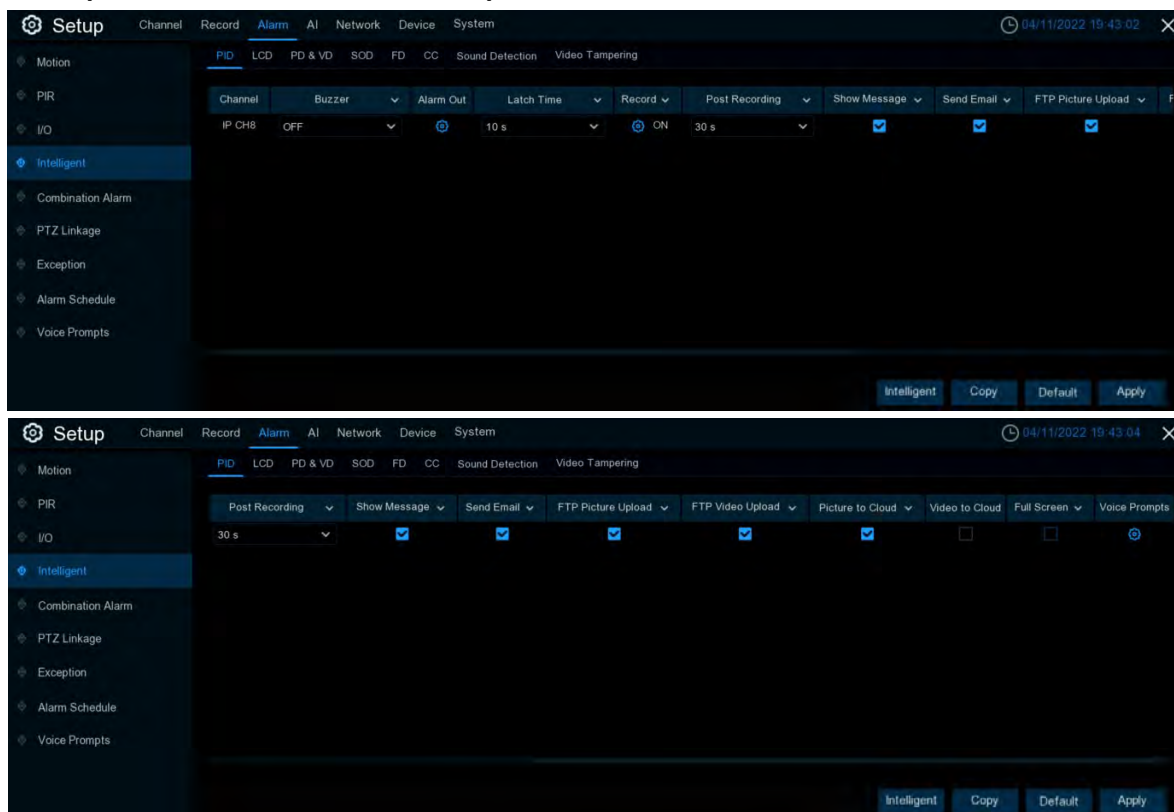 Setup Channel Record Alarm AI Network Device System 04/11/2022 19:43:02
Motion
PIR
I/O
Intelligent
Combination Alarm
PTZ Linkage
Exception
Alarm Schedule
Voice Prompts
PID LCD PD & VD SOD FD CC Sound Detection Video Tampering
Channel Buzzer Alarm Out Latch Time Record Post Recording Show Message Send Email FTP Picture Upload F
IP CH8 OFF 10 s ON 30 s
Intelligent Copy Default Apply
Setup Channel Record Alarm AI Network Device System 04/11/2022 19:43:04
Motion
PIR
I/O
Intelligent
Combination Alarm
PTZ Linkage
Exception
Alarm Schedule
Voice Prompts
PID LCD PD & VD SOD FD CC Sound Detection Video Tampering
Post Recording Show Message Send Email FTP Picture Upload FTP Video Upload Picture to Cloud Video to Cloud Full Screen Voice Prompts
30 s
Intelligent Copy Default Apply